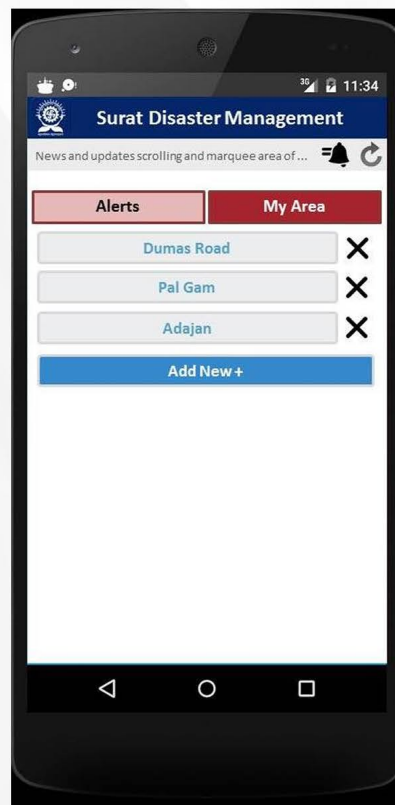 3G 11:34
Surat Disaster Management
News and updates scrolling and marquee area of ...
Alerts My Area
Dumas Road
Pal Gam
Adajan
Add New +